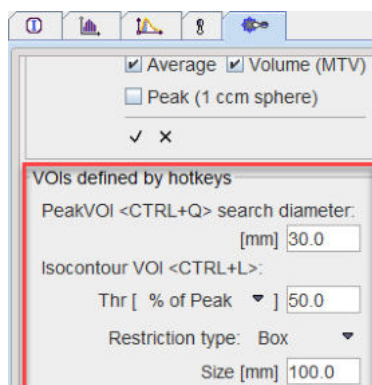 Average Volume (MTV)
Peak (1 ccm sphere)
VOIs defined by hotkeys
PeakVOI <CTRL+Q> search diameter:
[mm] 30.0
Isocontour VOI <CTRL+L>:
Thr [ % of Peak ] 50.0
Restriction type: Box
Size [mm] 100.0